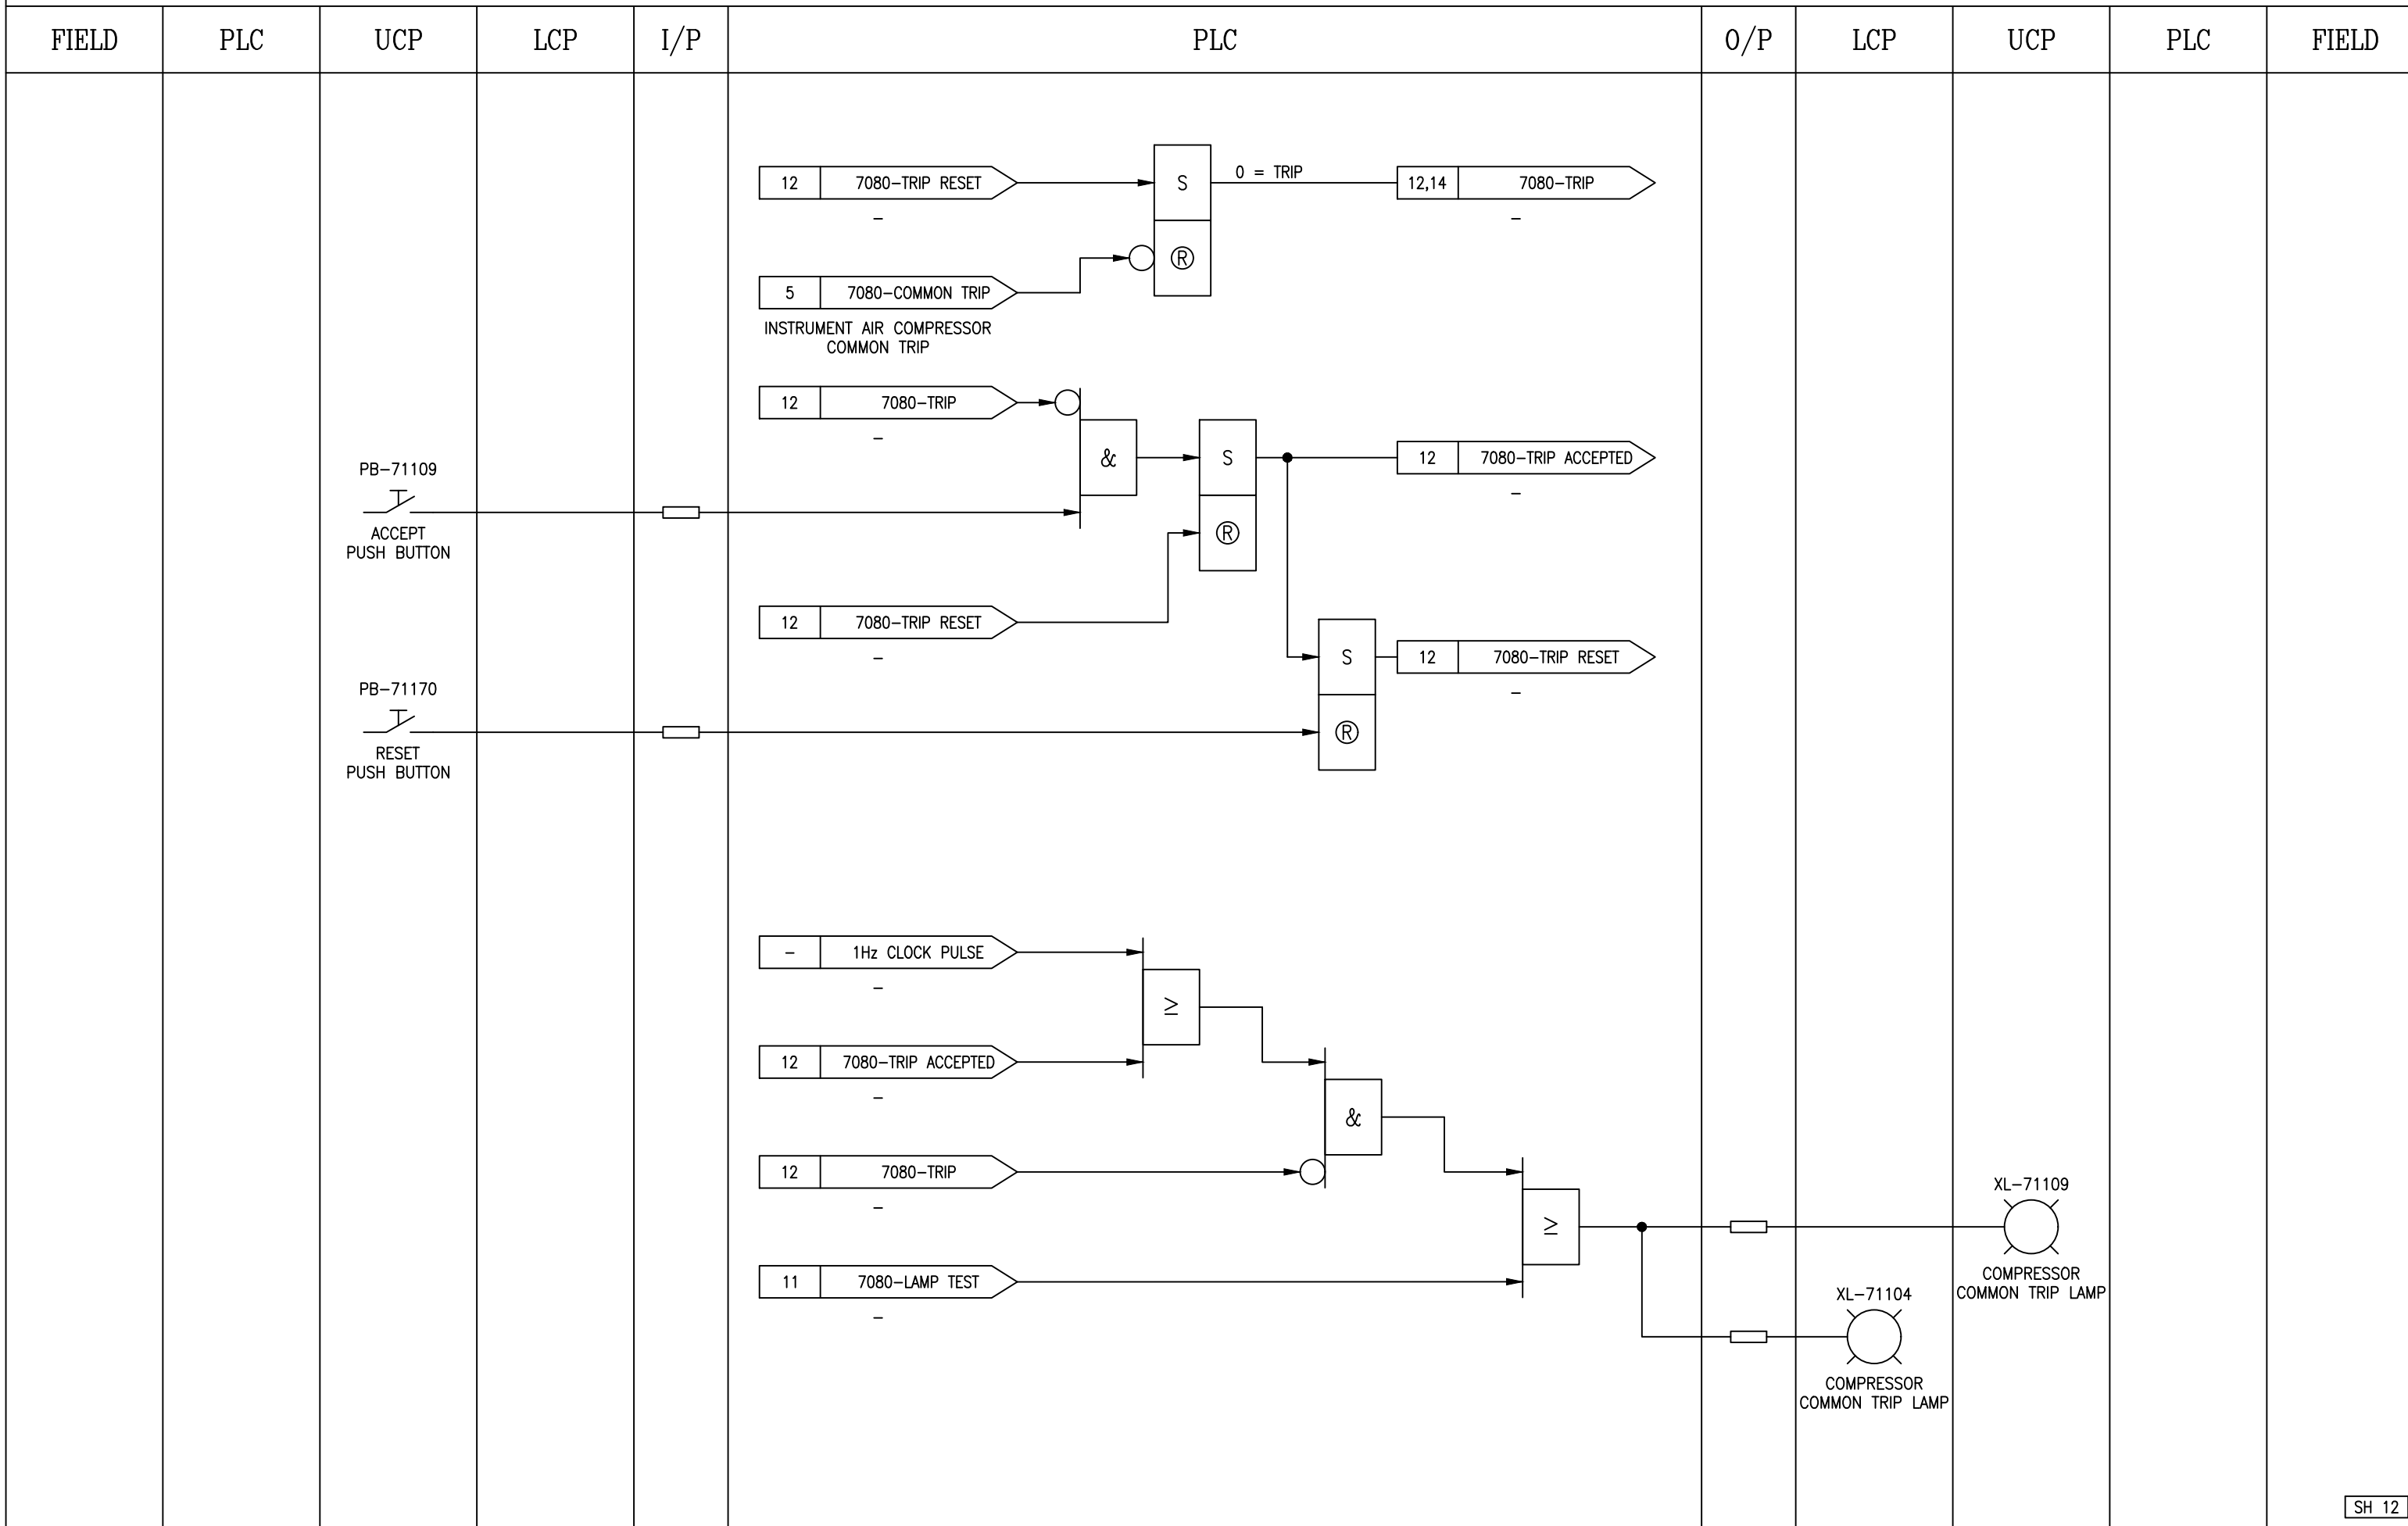 FIELD PLC UCP LCP I/P PLC O/P LCP UCP PLC FIELD
12 7080-TRIP RESET
-
S
Ⓡ
0 = TRIP
12,14 7080-TRIP
-
5 7080-COMMON TRIP
INSTRUMENT AIR COMPRESSOR
COMMON TRIP
12 7080-TRIP
-
&
S
Ⓡ
12 7080-TRIP ACCEPTED
-
PB-71109
ACCEPT
PUSH BUTTON
12 7080-TRIP RESET
-
S
Ⓡ
12 7080-TRIP RESET
-
PB-71170
RESET
PUSH BUTTON
- 1Hz CLOCK PULSE
-
≥
12 7080-TRIP ACCEPTED
-
&
12 7080-TRIP
-
≥
11 7080-LAMP TEST
-
XL-71109
COMPRESSOR
COMMON TRIP LAMP
XL-71104
COMPRESSOR
COMMON TRIP LAMP
SH 12